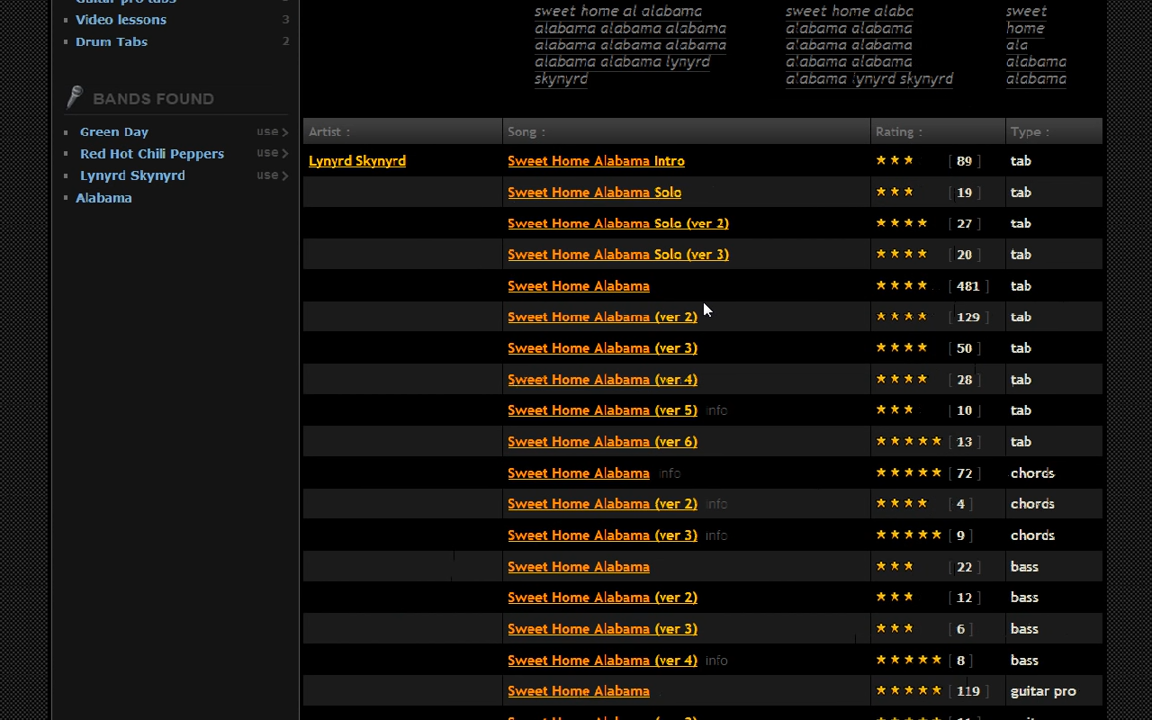 Guitar pro tabs
Video lessons 3
Drum Tabs 2
BANDS FOUND
Green Day use
Red Hot Chili Peppers use
Lynyrd Skynyrd use
Alabama
sweet home al alabama
alabama alabama alabama
alabama alabama alabama
alabama alabama lynyrd
skynyrd
sweet home alaba
alabama alabama
alabama alabama
alabama alabama
alabama lynyrd skynyrd
sweet
home
ala
alabama
alabama
Artist : Song : Rating : Type :
Lynyrd Skynyrd Sweet Home Alabama Intro [ 89 ] tab
Sweet Home Alabama Solo [ 19 ] tab
Sweet Home Alabama Solo (ver 2) [ 27 ] tab
Sweet Home Alabama Solo (ver 3) [ 20 ] tab
Sweet Home Alabama [ 481 ] tab
Sweet Home Alabama (ver 2) [ 129 ] tab
Sweet Home Alabama (ver 3) [ 50 ] tab
Sweet Home Alabama (ver 4) [ 28 ] tab
Sweet Home Alabama (ver 5) info [ 10 ] tab
Sweet Home Alabama (ver 6) [ 13 ] tab
Sweet Home Alabama info [ 72 ] chords
Sweet Home Alabama (ver 2) info [ 4 ] chords
Sweet Home Alabama (ver 3) info [ 9 ] chords
Sweet Home Alabama [ 22 ] bass
Sweet Home Alabama (ver 2) [ 12 ] bass
Sweet Home Alabama (ver 3) [ 6 ] bass
Sweet Home Alabama (ver 4) info [ 8 ] bass
Sweet Home Alabama [ 119 ] guitar pro